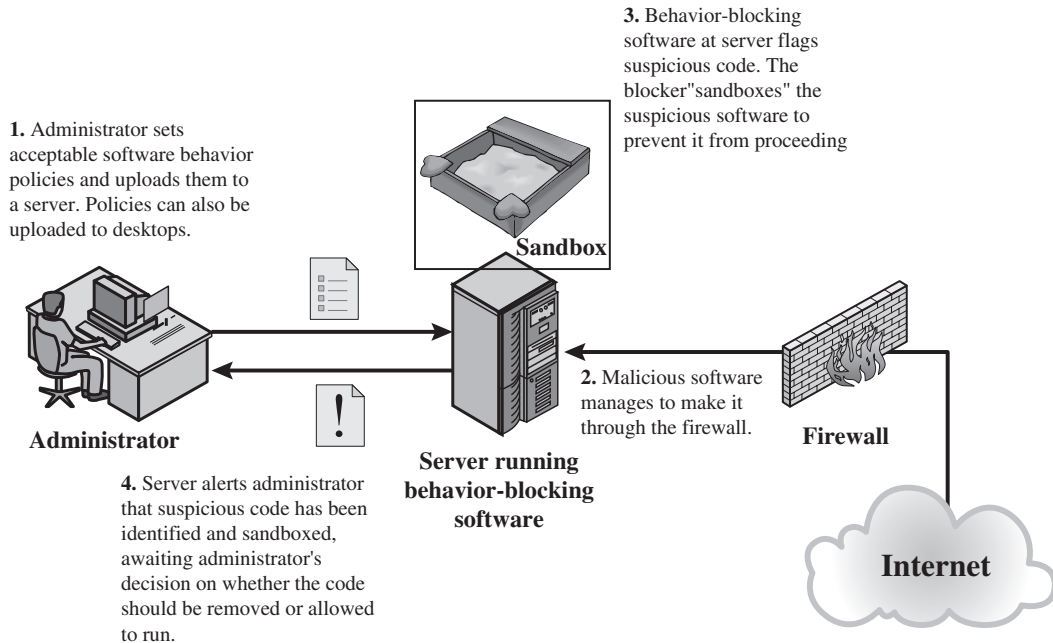 1. Administrator sets
acceptable software behavior
policies and uploads them to
a server. Policies can also be
uploaded to desktops.
3. Behavior-blocking
software at server flags
suspicious code. The
blocker"sandboxes" the
suspicious software to
prevent it from proceeding
Sandbox
2. Malicious software
manages to make it
through the firewall.
Administrator
!
Firewall
Server running
behavior-blocking
software
4. Server alerts administrator
that suspicious code has been
identified and sandboxed,
awaiting administrator's
decision on whether the code
should be removed or allowed
to run.
Internet